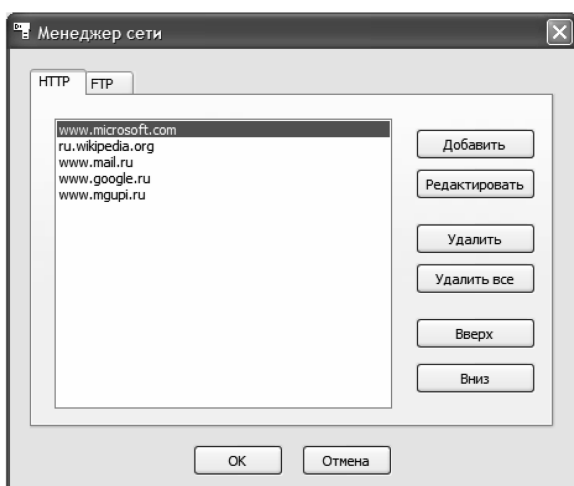 Менеджер сети
HTTP
FTP
www.microsoft.com
ru.wikipedia.org
www.mail.ru
www.google.ru
www.mgupi.ru
Добавить
Редактировать
Удалить
Удалить все
Вверх
Вниз
OK
Отмена